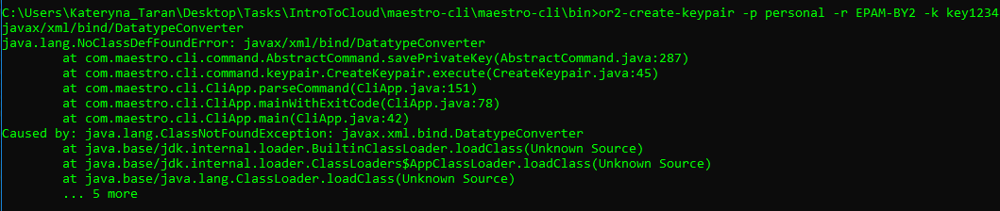 C:\Users\Kateryna_Taran\Desktop\Tasks\IntroToCloud\maestro-cli\maestro-cli\bin>or2-create-keypair -p personal -r EPAM-BY2 -k key1234
javax/xml/bind/DatatypeConverter
java.lang.NoClassDefFoundError: javax/xml/bind/DatatypeConverter
at com.maestro.cli.command.AbstractCommand.savePrivateKey(AbstractCommand.java:287)
at com.maestro.cli.command.keypair.CreateKeypair.execute(CreateKeypair.java:45)
at com.maestro.cli.CliApp.parseCommand(CliApp.java:151)
at com.maestro.cli.CliApp.mainWithExitCode(CliApp.java:78)
at com.maestro.cli.CliApp.main(CliApp.java:42)
Caused by: java.lang.ClassNotFoundException: javax.xml.bind.DatatypeConverter
at java.base/jdk.internal.loader.BuiltinClassLoader.loadClass(Unknown Source)
at java.base/jdk.internal.loader.ClassLoaders$AppClassLoader.loadClass(Unknown Source)
at java.base/java.lang.ClassLoader.loadClass(Unknown Source)
... 5 more